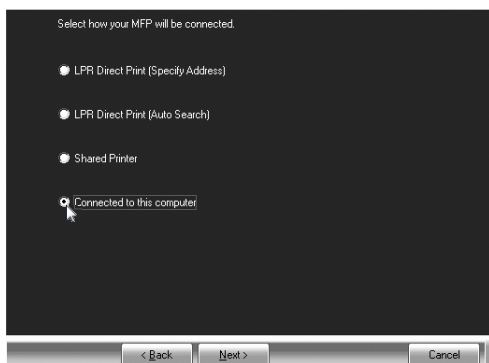 Select how your MFP will be connected.
LPR Direct Print (Specify Address)
LPR Direct Print (Auto Search)
Shared Printer
Connected to this computer
< Back Next > Cancel